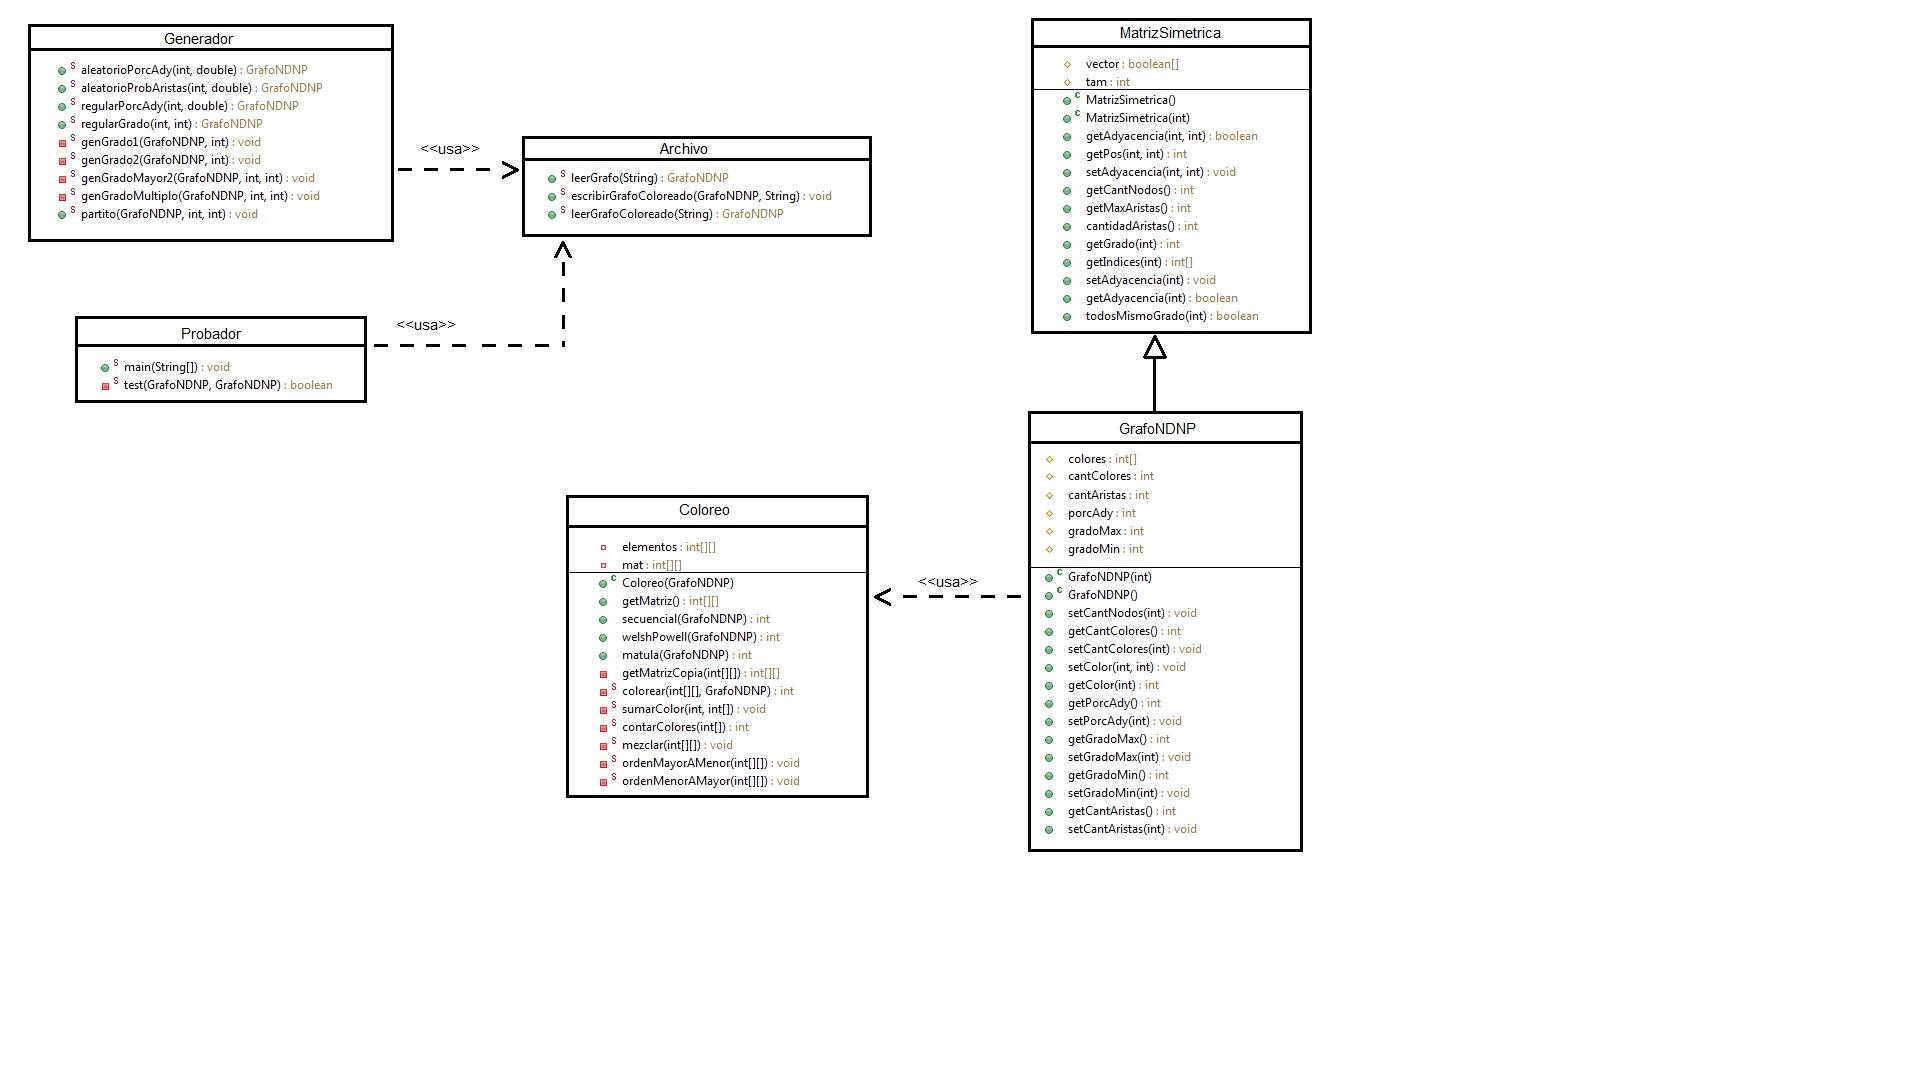 Generador
S aleatorioPorcAdy(int, double) : GrafoNDNP
S aleatorioProbAristas(int, double) : GrafoNDNP
S regularPorcAdy(int, double) : GrafoNDNP
S regularGrado(int, int) : GrafoNDNP
S genGrado1(GrafoNDNP, int) : void
S genGrado2(GrafoNDNP, int) : void
S genGradoMayor2(GrafoNDNP, int, int) : void
S genGradoMultiplo(GrafoNDNP, int, int) : void
S partito(GrafoNDNP, int, int) : void
<<usa>>
Archivo
S leerGrafo(String) : GrafoNDNP
S escribirGrafoColoreado(GrafoNDNP, String) : void
S leerGrafoColoreado(String) : GrafoNDNP
Probador
S main(String[]) : void
S test(GrafoNDNP, GrafoNDNP) : boolean
<<usa>>
MatrizSimetrica
vector : boolean[]
tam : int
C MatrizSimetrica()
C MatrizSimetrica(int)
getAdyacencia(int, int) : boolean
getPos(int, int) : int
setAdyacencia(int, int) : void
getCantNodos() : int
getMaxAristas() : int
cantidadAristas() : int
getGrado(int) : int
getIndices(int) : int[]
setAdyacencia(int) : void
getAdyacencia(int) : boolean
todosMismoGrado(int) : boolean
Coloreo
elementos : int[][]
mat : int[][]
C Coloreo(GrafoNDNP)
getMatriz() : int[][]
secuencial(GrafoNDNP) : int
welshPowell(GrafoNDNP) : int
matula(GrafoNDNP) : int
getMatrizCopia(int[][]) : int[][]
S colorear(int[][], GrafoNDNP) : int
S sumarColor(int, int[]) : void
S contarColores(int[]) : int
S mezclar(int[][]) : void
S ordenMayorAMenor(int[][]) : void
S ordenMenorAMayor(int[][]) : void
<<usa>>
GrafoNDNP
colores : int[]
cantColores : int
cantAristas : int
porcAdy : int
gradoMax : int
gradoMin : int
C GrafoNDNP(int)
C GrafoNDNP()
setCantNodos(int) : void
getCantColores() : int
setCantColores(int) : void
setColor(int, int) : void
getColor(int) : int
getPorcAdy() : int
setPorcAdy(int) : void
getGradoMax() : int
setGradoMax(int) : void
getGradoMin() : int
setGradoMin(int) : void
getCantAristas() : int
setCantAristas(int) : void